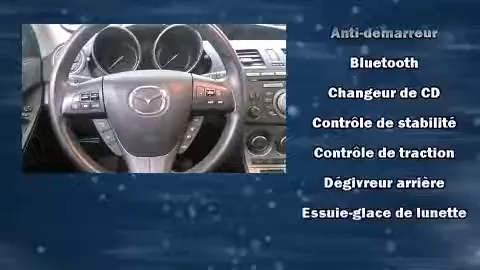 Anti-démarreur
Bluetooth
Changeur de CD
Contrôle de stabilité
Contrôle de traction
Dégivreur arrière
Essuie-glace de lunette